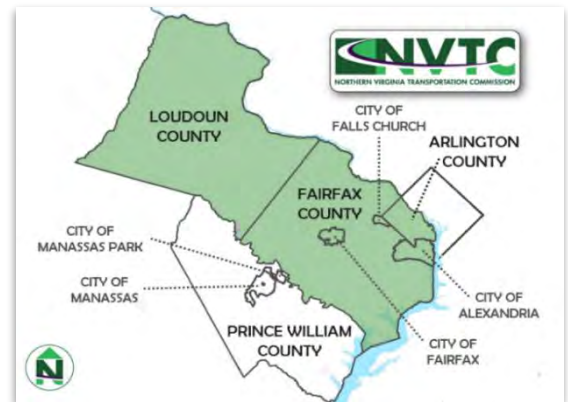 NVTC
NORTHERN VIRGINIA TRANSPORTATION COMMISSION
LOUDOUN
COUNTY
CITY OF
FALLS CHURCH
ARLINGTON
COUNTY
FAIRFAX
COUNTY
CITY OF
MANASSAS PARK
CITY OF
MANASSAS
PRINCE WILLIAM
COUNTY
CITY OF
ALEXANDRIA
CITY OF
FAIRFAX
N